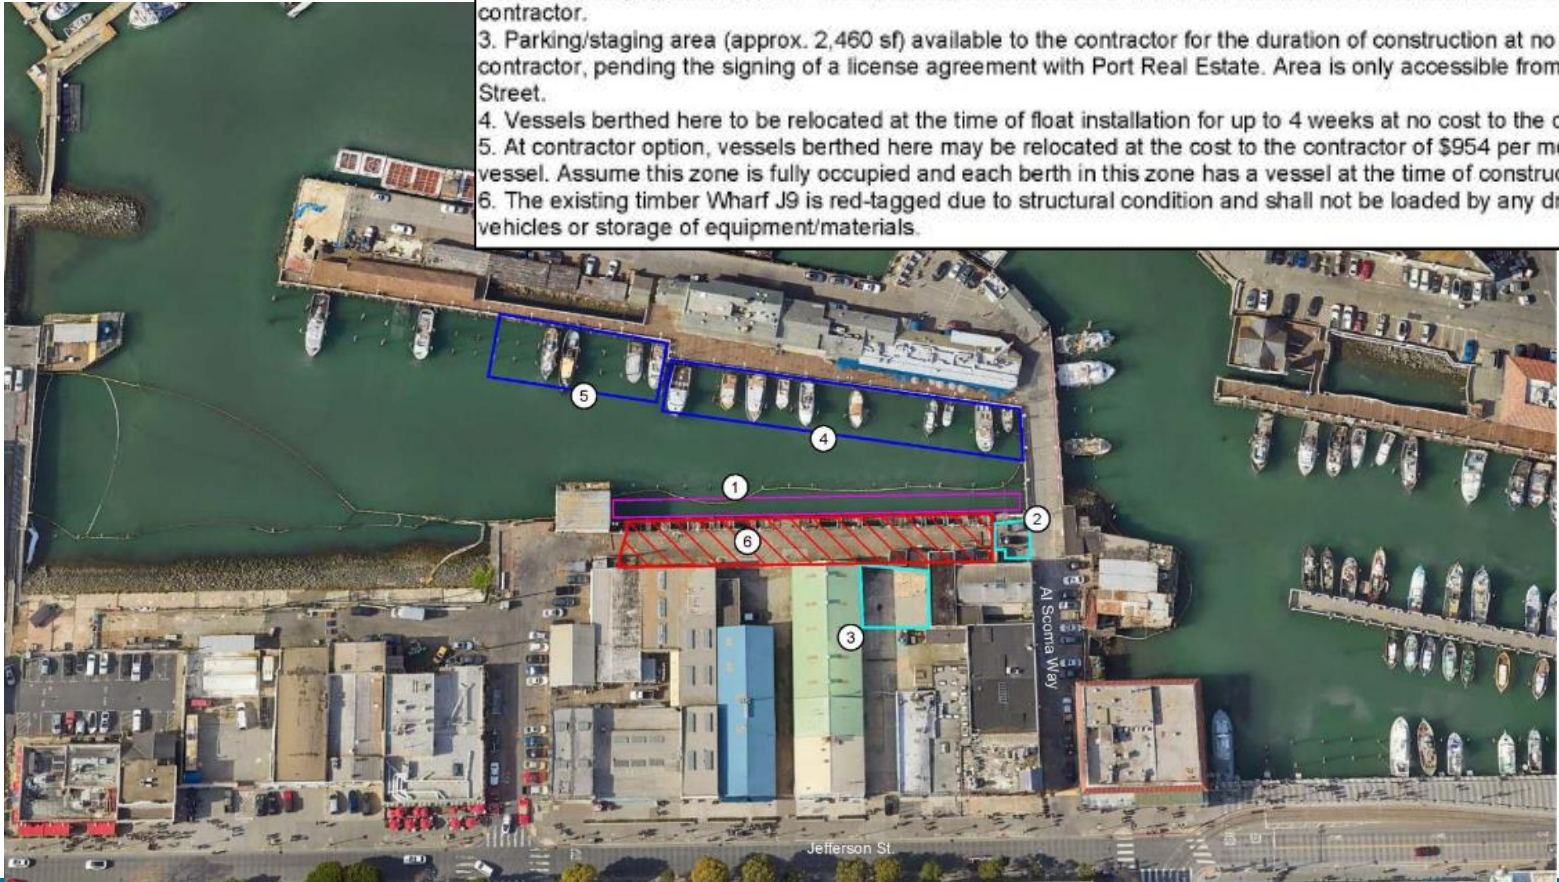 contractor.
3. Parking/staging area (approx. 2,460 sf) available to the contractor for the duration of construction at no
contractor, pending the signing of a license agreement with Port Real Estate. Area is only accessible from
Street.
4. Vessels berthed here to be relocated at the time of float installation for up to 4 weeks at no cost to the
5. At contractor option, vessels berthed here may be relocated at the cost to the contractor of $954 per
vessel. Assume this zone is fully occupied and each berth in this zone has a vessel at the time of
6. The existing timber Wharf J9 is red-tagged due to structural condition and shall not be loaded by any
vehicles or storage of equipment/materials.
5
4
1
2
6
3
Al Scoma Way
Jefferson St.